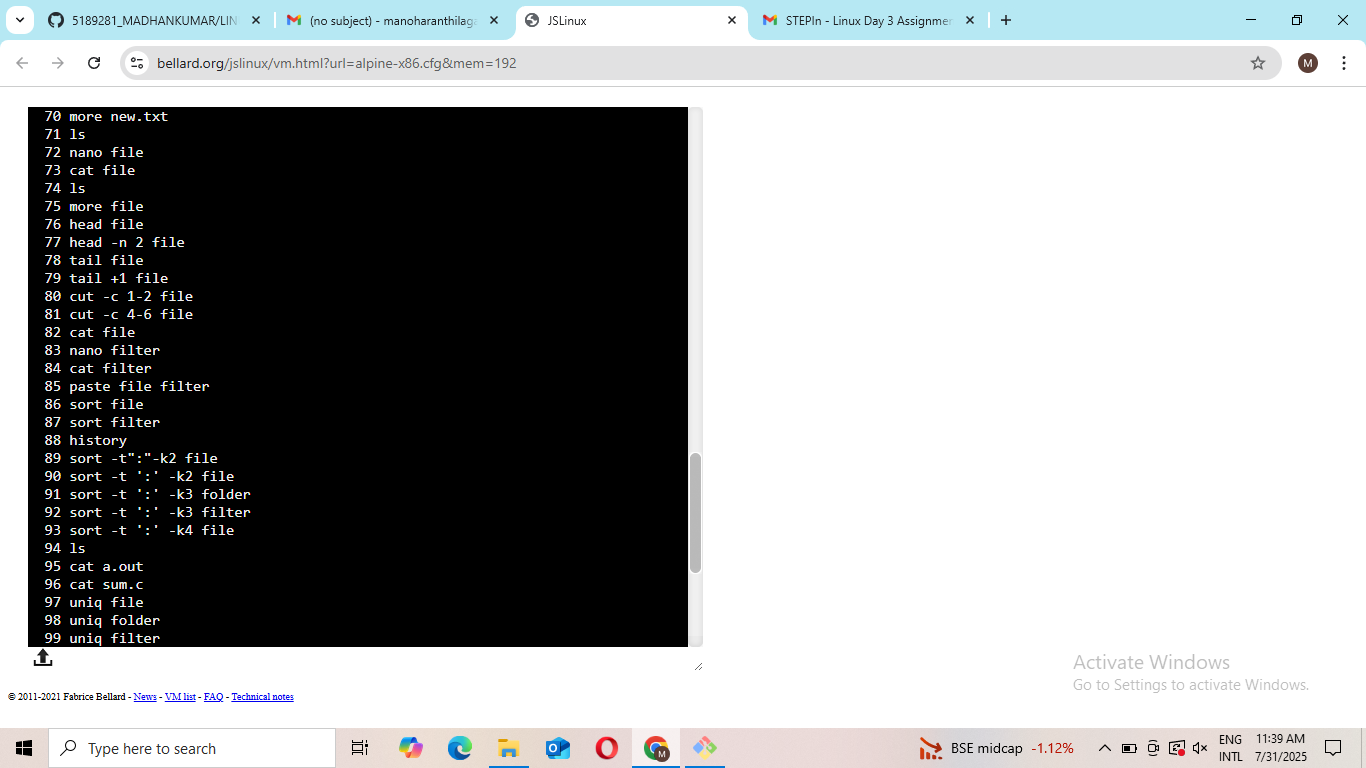 5189281_MADHANKUMAR/LIN
(no subject) - manoharanthilaga
JSLinux
STEPIn - Linux Day 3 Assignmen
bellard.org/jslinux/vm.html?url=alpine-x86.cfg&mem=192
M
70 more new.txt
71 ls
72 nano file
73 cat file
74 ls
75 more file
76 head file
77 head -n 2 file
78 tail file
79 tail +1 file
80 cut -c 1-2 file
81 cut -c 4-6 file
82 cat file
83 nano filter
84 cat filter
85 paste file filter
86 sort file
87 sort filter
88 history
89 sort -t":"-k2 file
90 sort -t ':' -k2 file
91 sort -t ':' -k3 folder
92 sort -t ':' -k3 filter
93 sort -t ':' -k4 file
94 ls
95 cat a.out
96 cat sum.c
97 uniq file
98 uniq folder
99 uniq filter
Activate Windows
Go to Settings to activate Windows.
© 2011-2021 Fabrice Bellard - News - VM list - FAQ - Technical notes
Type here to search
BSE midcap -1.12%
ENG
INTL
11:39 AM
7/31/2025